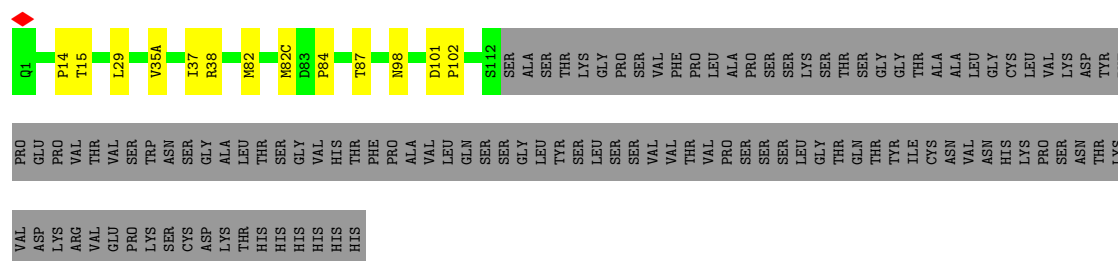 Q1 P14 T15 L29 V35A I37 R38 M82 M82C D83 P84 T87 N98 D101 P102 S112 SER ALA SER THR LYS GLY PRO SER VAL PHE PRO LEU ALA PRO SER SER LYS SER THR SER GLY GLY THR ALA ALA LEU GLY CYS LEU VAL LYS ASP TYR
PRO GLU PRO VAL THR VAL SER TRP ASN SER GLY ALA LEU THR SER GLY VAL HIS THR PHE PRO ALA VAL LEU GLN SER SER GLY LEU TYR SER LEU SER SER VAL VAL THR VAL PRO SER SER SER LEU GLY THR GLN THR TYR ILE CYS ASN VAL ASN HIS LYS PRO SER ASN THR LYS
VAL ASP LYS ARG VAL GLU PRO LYS SER CYS ASP LYS THR HIS HIS HIS HIS HIS HIS